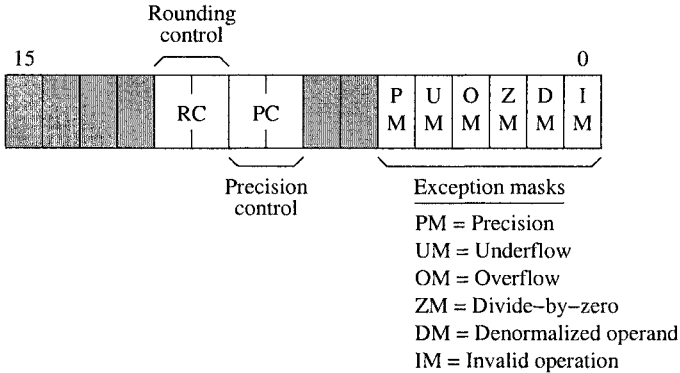 Rounding
control
15
0
RC
PC
P
M
U
M
O
M
Z
M
D
M
I
M
Precision
control
Exception masks
PM = Precision
UM = Underflow
OM = Overflow
ZM = Divide–by–zero
DM = Denormalized operand
IM = Invalid operation